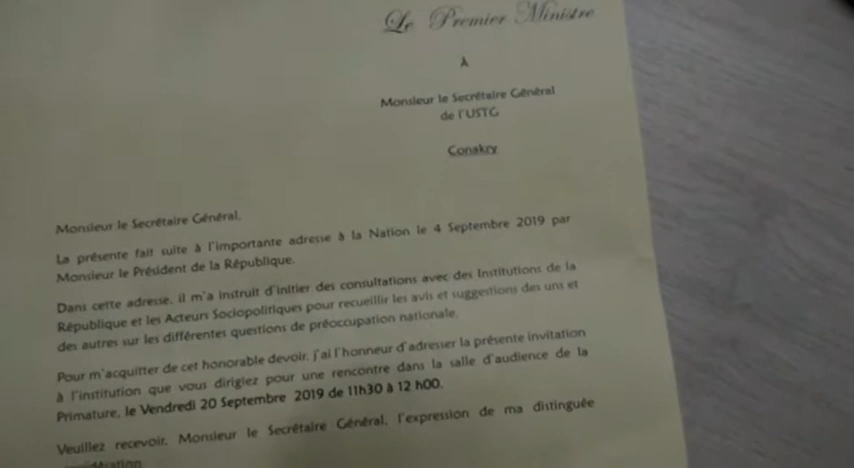 Le Premier Ministre
À
Monsieur le Secrétaire Général
de l'USTG
Conakry
Monsieur le Secrétaire Général,
La présente fait suite à l'importante adresse à la Nation le 4 Septembre 2019 par
Monsieur le Président de la République.
Dans cette adresse, il m'a instruit d'initier des consultations avec des Institutions de la
République et les Acteurs Sociopolitiques pour recueillir les avis et suggestions des uns et
des autres sur les différentes questions de préoccupation nationale.
Pour m'acquitter de cet honorable devoir, j'ai l'honneur d'adresser la présente invitation
à l'institution que vous dirigiez pour une rencontre dans la salle d'audience de la
Primature, le Vendredi 20 Septembre 2019 de 11h30 à 12 h00.
Veuillez recevoir, Monsieur le Secrétaire Général, l'expression de ma distinguée